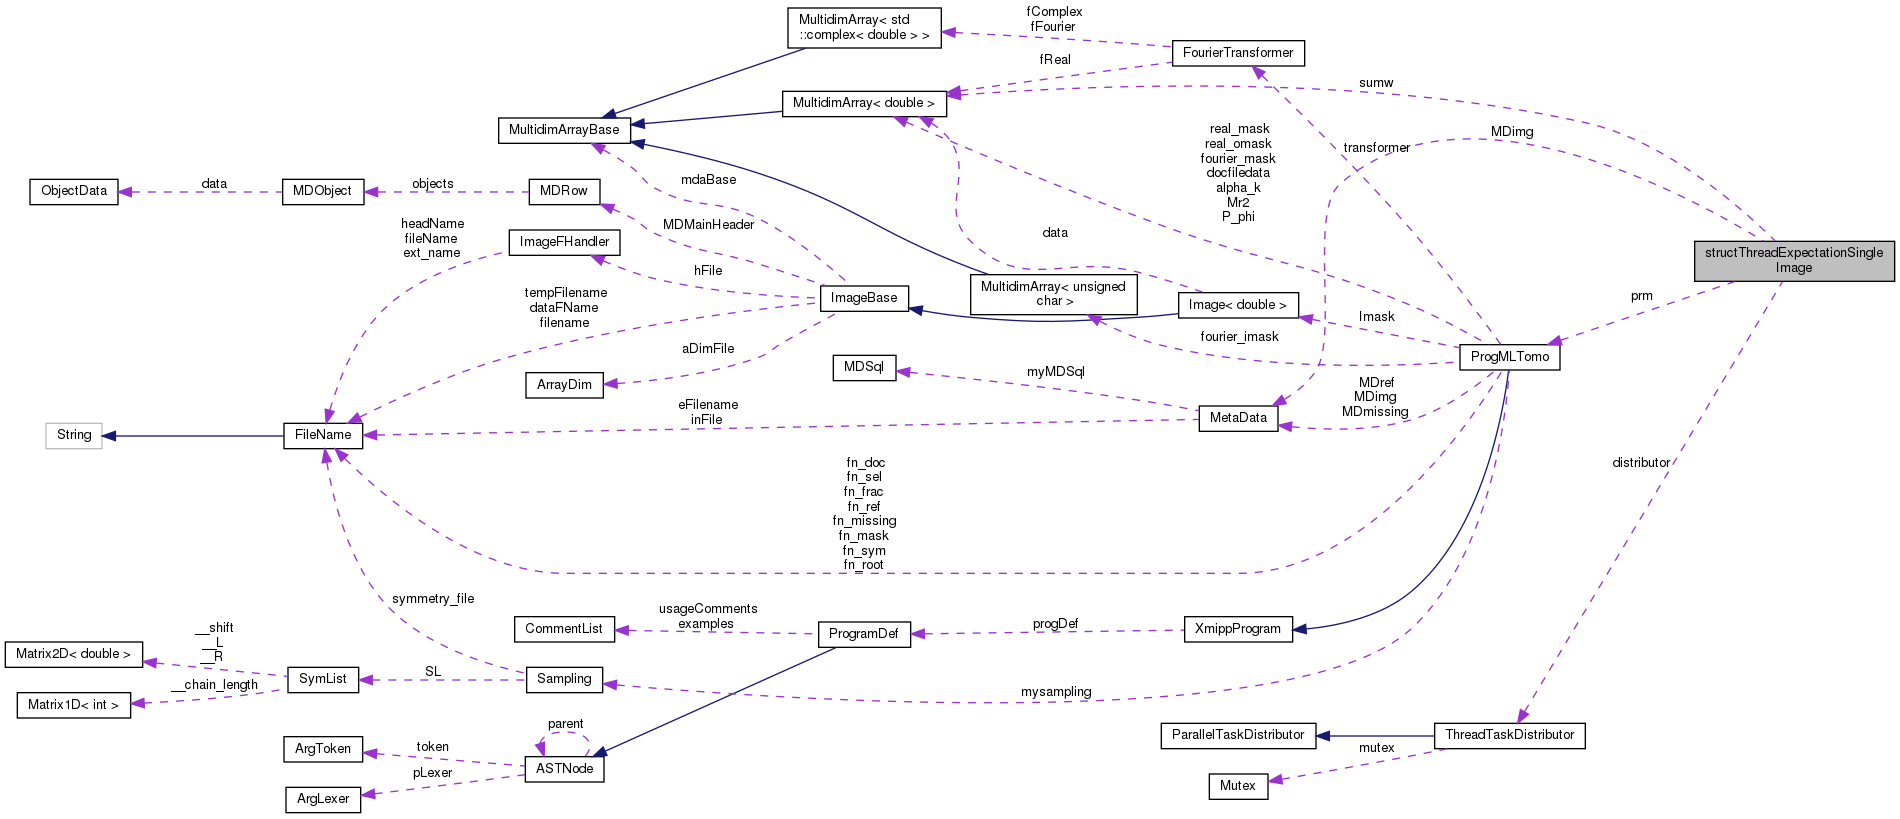 MultidimArray< std
::complex< double > >
fComplex
fFourier
FourierTransformer
fReal
sumw
MultidimArray< double >
MultidimArrayBase
real_mask
real_omask
fourier_mask
docfiledata
alpha_k
Mr2
P_phi
MDimg
transformer
ObjectData
data
MDObject
objects
MDRow
mdaBase
headName
fileName
ext_name
ImageFHandler
MDMainHeader
data
structThreadExpectationSingle
Image
hFile
ImageBase
MultidimArray< unsigned
char >
Image< double >
prm
tempFilename
dataFName
filename
Imask
aDimFile
fourier_imask
ProgMLTomo
MDSql
myMDSql
ArrayDim
MDref
MDimg
MDmissing
eFilename
inFile
MetaData
String
FileName
fn_doc
fn_sel
fn_frac
fn_ref
fn_missing
fn_mask
fn_sym
fn_root
distributor
symmetry_file
usageComments
examples
CommentList
ProgramDef
progDef
XmippProgram
__shift
__L
__R
Matrix2D< double >
SymList
SL
Sampling
__chain_length
Matrix1D< int >
mysampling
parent
ArgToken
token
ASTNode
pLexer
ArgLexer
ParallelTaskDistributor
ThreadTaskDistributor
mutex
Mutex